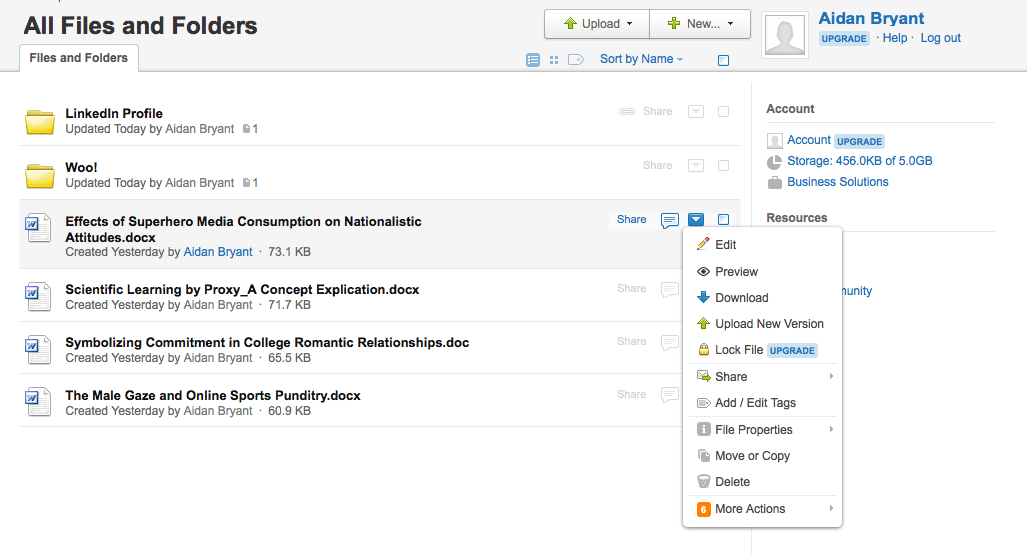 All Files and Folders
Upload
New...
Aidan Bryant
UPGRADE · Help · Log out
Files and Folders
Sort by Name
LinkedIn Profile
Updated Today by Aidan Bryant 1
Share
Woo!
Updated Today by Aidan Bryant 1
Share
Effects of Superhero Media Consumption on Nationalistic
Attitudes.docx
Created Yesterday by Aidan Bryant · 73.1 KB
Share
Scientific Learning by Proxy_A Concept Explication.docx
Created Yesterday by Aidan Bryant · 71.7 KB
Share
Symbolizing Commitment in College Romantic Relationships.doc
Created Yesterday by Aidan Bryant · 65.5 KB
Share
The Male Gaze and Online Sports Punditry.docx
Created Yesterday by Aidan Bryant · 60.9 KB
Share
Edit
Preview
Download
Upload New Version
Lock File UPGRADE
Share
Add / Edit Tags
File Properties
Move or Copy
Delete
6 More Actions
Account
Account UPGRADE
Storage: 456.0KB of 5.0GB
Business Solutions
Resources